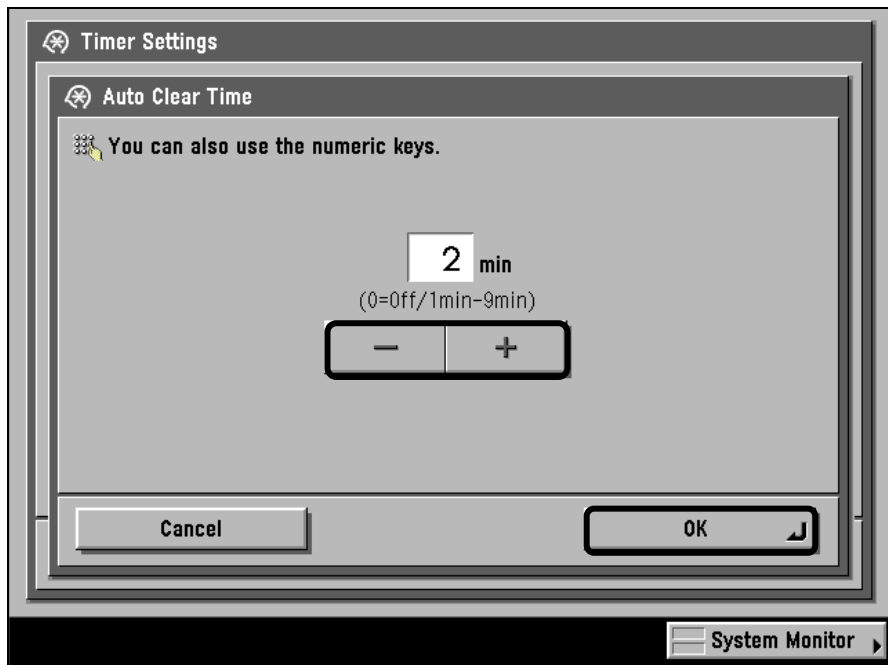 Timer Settings
Auto Clear Time
You can also use the numeric keys.
2 min
(0=Off/1min-9min)
- +
Cancel OK
System Monitor